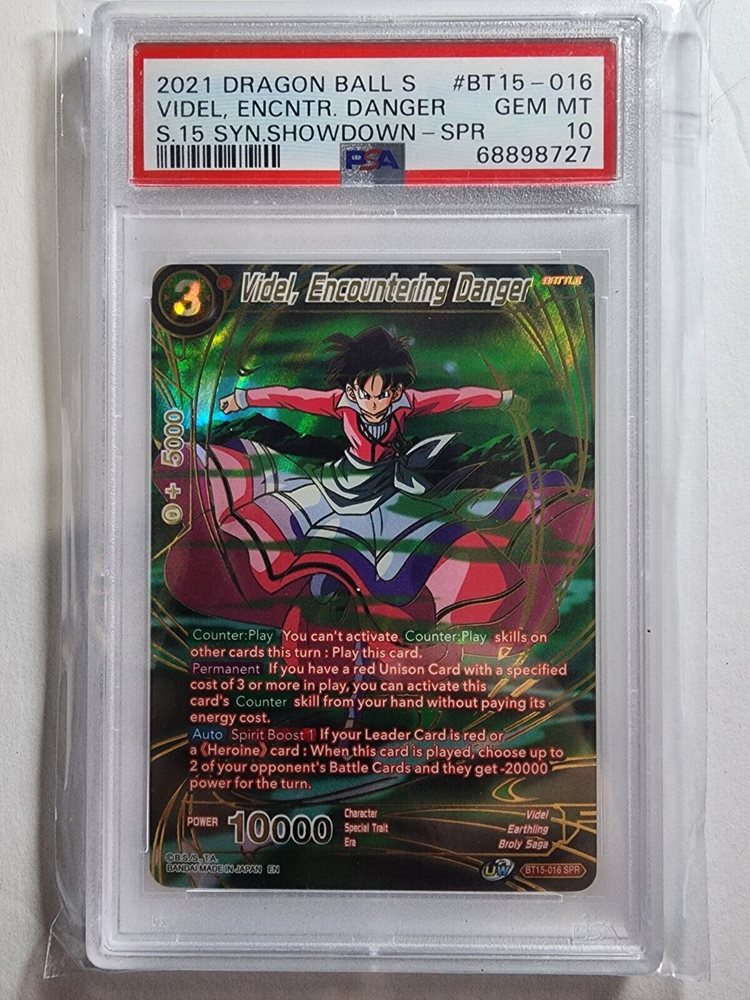 2021 DRAGON BALL S #BT15-016
VIDEL, ENCNTR. DANGER GEM MT
S.15 SYN.SHOWDOWN-SPR 10
PSA 68898727
3 Videl, Encountering Danger BATTLE
+ 5000
Counter:Play You can't activate Counter:Play skills on
other cards this turn : Play this card.
Permanent If you have a red Unison Card with a specified
cost of 3 or more in play, you can activate this
card's Counter skill from your hand without paying its
energy cost.
Auto Spirit Boost 1 If your Leader Card is red or
a 《Heroine》 card : When this card is played, choose up to
2 of your opponent's Battle Cards and they get -20000
power for the turn.
POWER 10000
Character Videl
Special Trait Earthling
Era Broly Saga
©B.S./S., T.A.
BANDAI MADE IN JAPAN EN
UW BT15-016 SPR
PSA